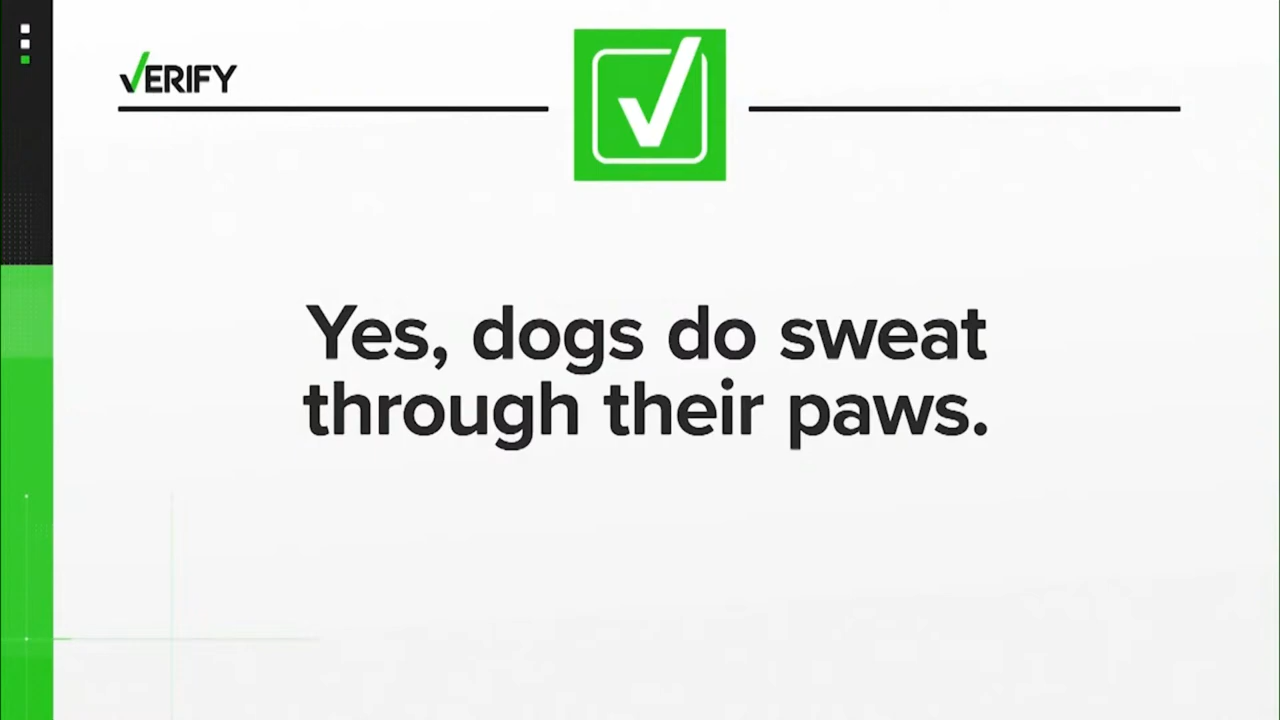 VERIFY
Yes, dogs do sweat
through their paws.